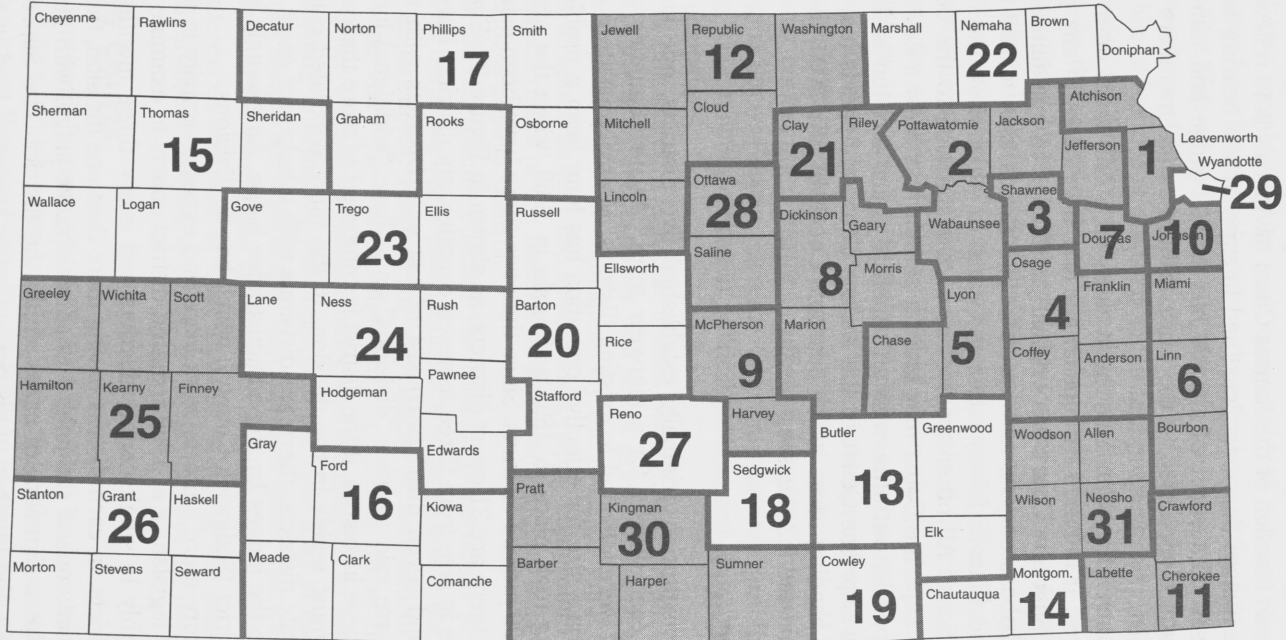 Cheyenne
Rawlins
Decatur
Norton
Phillips
17
Smith
Jewell
Republic
12
Washington
Marshall
Nemaha
22
Brown
Doniphan
Sherman
Thomas
15
Sheridan
Graham
Rooks
Osborne
Mitchell
Cloud
Clay
21
Riley
Pottawatomie
2
Jackson
Atchison
Jefferson
1
Leavenworth
Wyandotte
29
Wallace
Logan
Gove
Trego
23
Ellis
Russell
Lincoln
Ottawa
28
Saline
Dickinson
8
Geary
Wabaunsee
Shawnee
3
Douglas
7
Johnson
10
Ellsworth
Morris
Osage
4
Franklin
Miami
Greeley
Wichita
Scott
Lane
Ness
24
Rush
Barton
20
Rice
McPherson
9
Marion
Chase
Lyon
5
Coffey
Anderson
Linn
6
Hamilton
Kearny
25
Finney
Hodgeman
Pawnee
Stafford
Reno
27
Harvey
Butler
13
Greenwood
Woodson
Allen
Bourbon
Gray
Ford
16
Edwards
Pratt
Kingman
30
Sedgwick
18
Wilson
Neosho
31
Crawford
Stanton
Grant
26
Haskell
Kiowa
Elk
Morton
Stevens
Seward
Meade
Clark
Comanche
Barber
Harper
Sumner
Cowley
19
Chautauqua
Montgom.
14
Labette
Cherokee
11